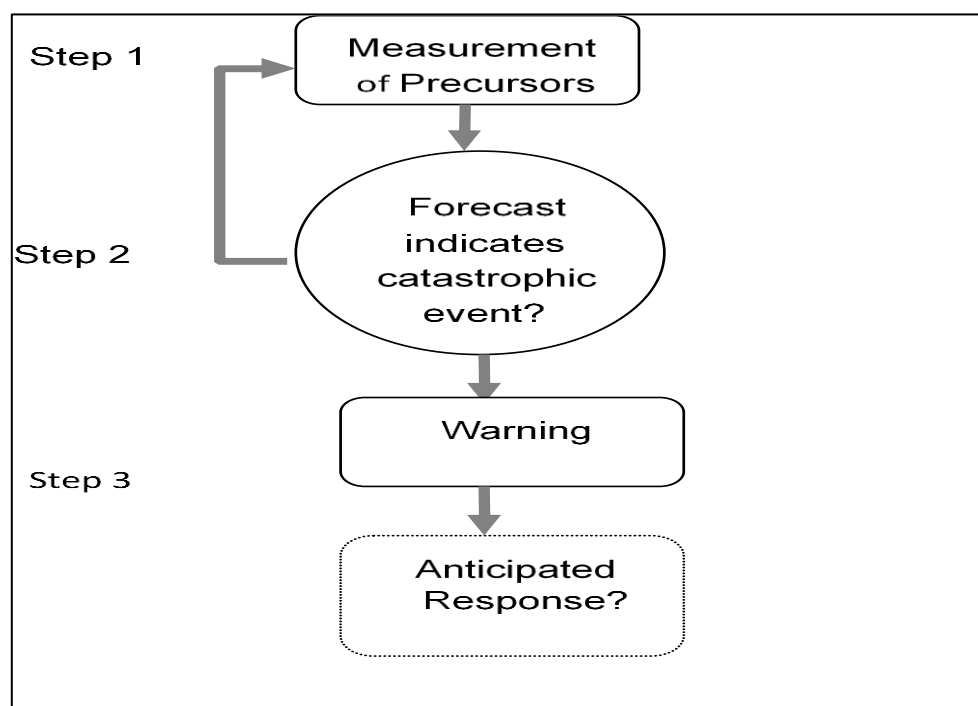 Step 1
Measurement
of Precursors
Step 2
Forecast
indicates
catastrophic
event?
Warning
Step 3
Anticipated
Response?